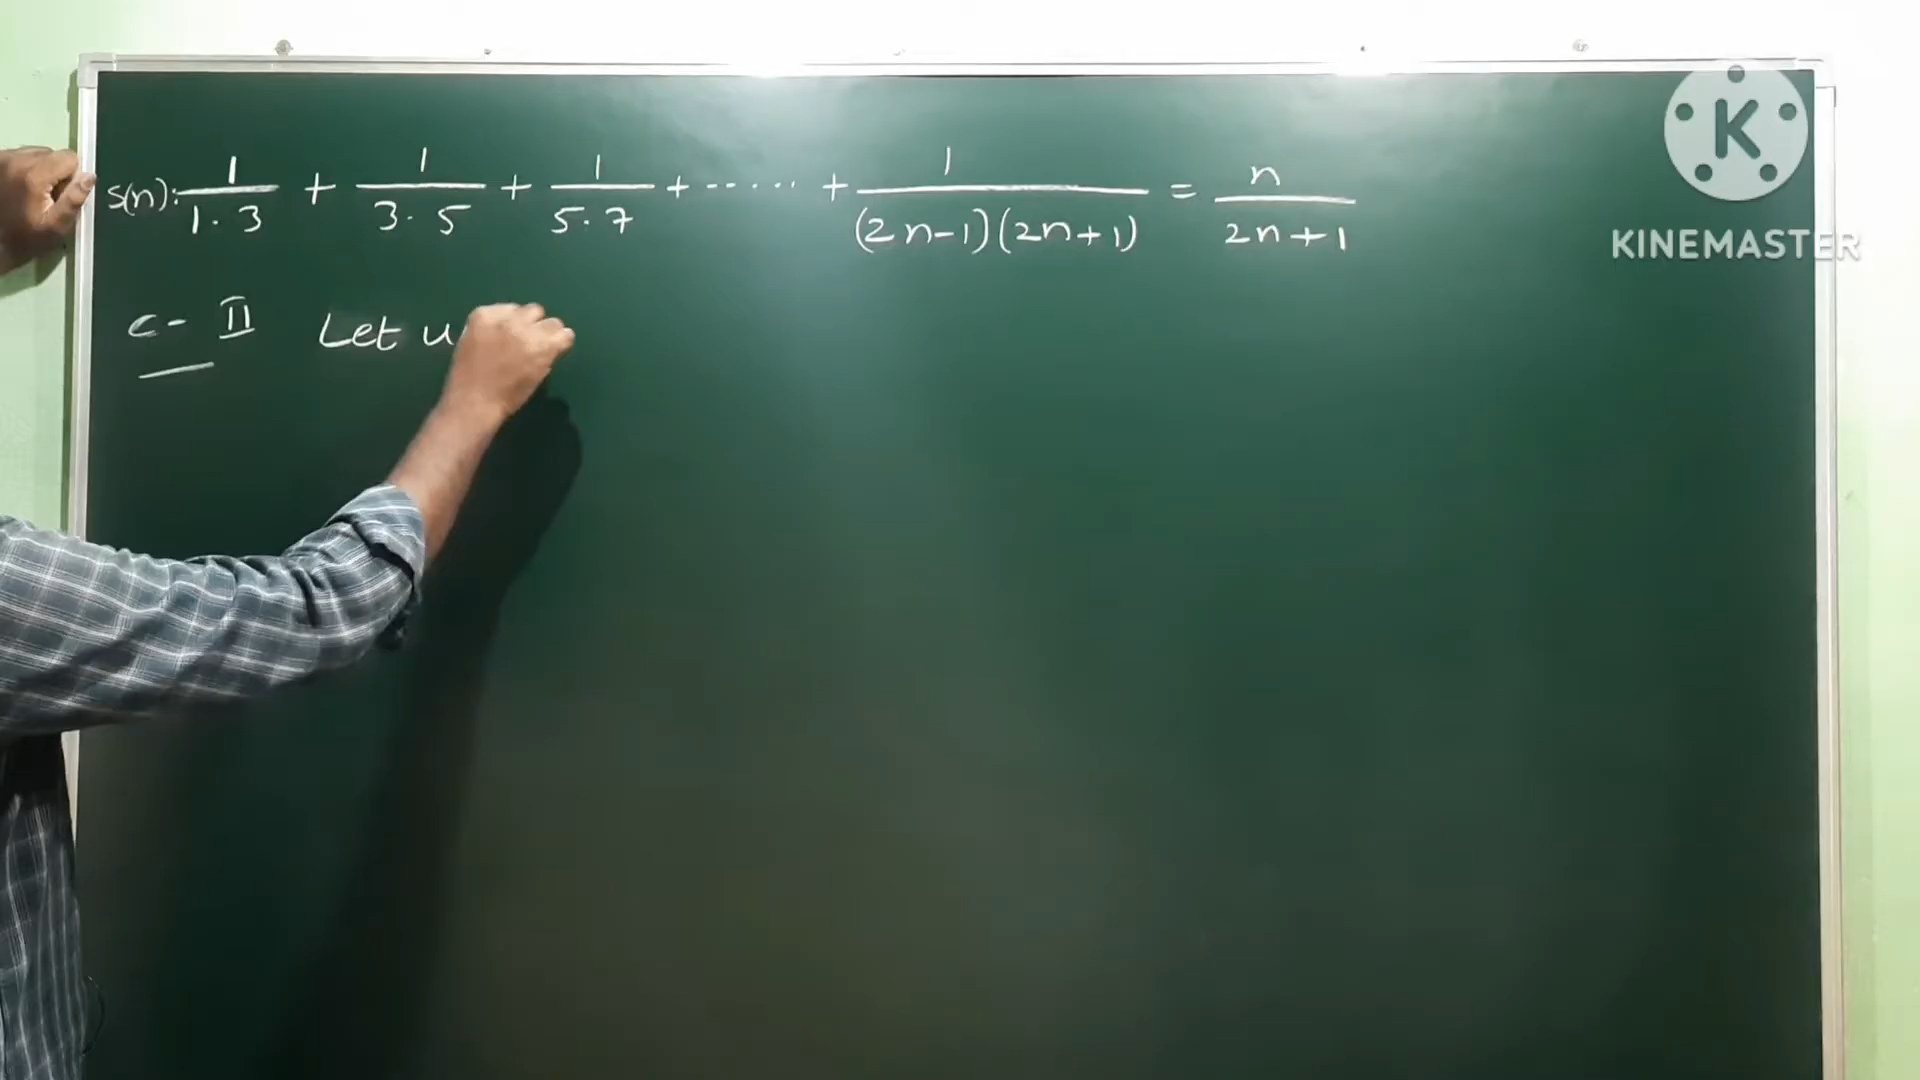 S(n): 1/(1·3) + 1/(3·5) + 1/(5·7) + ...... + 1/((2n-1)(2n+1)) = n/(2n+1)
K
KINEMASTER
C- II Let